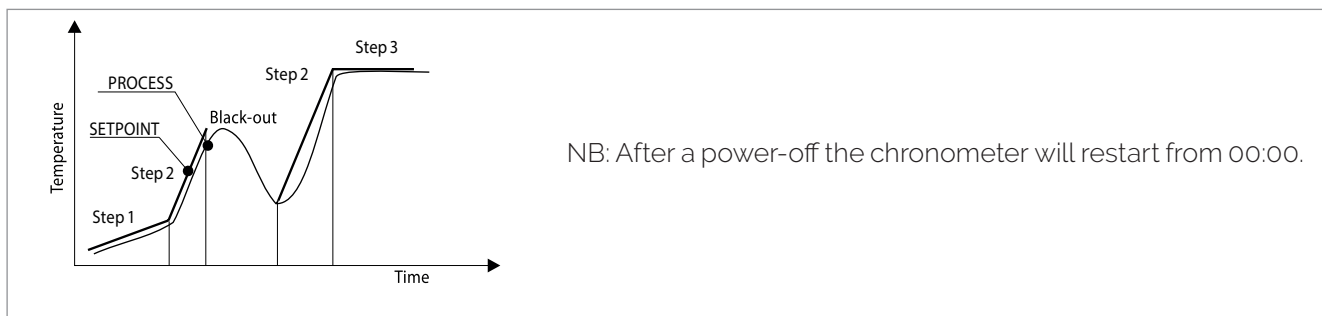 Step 3
Step 2
PROCESS
Black-out
SETPOINT
Step 2
Step 1
Temperature
Time
NB: After a power-off the chronometer will restart from 00:00.